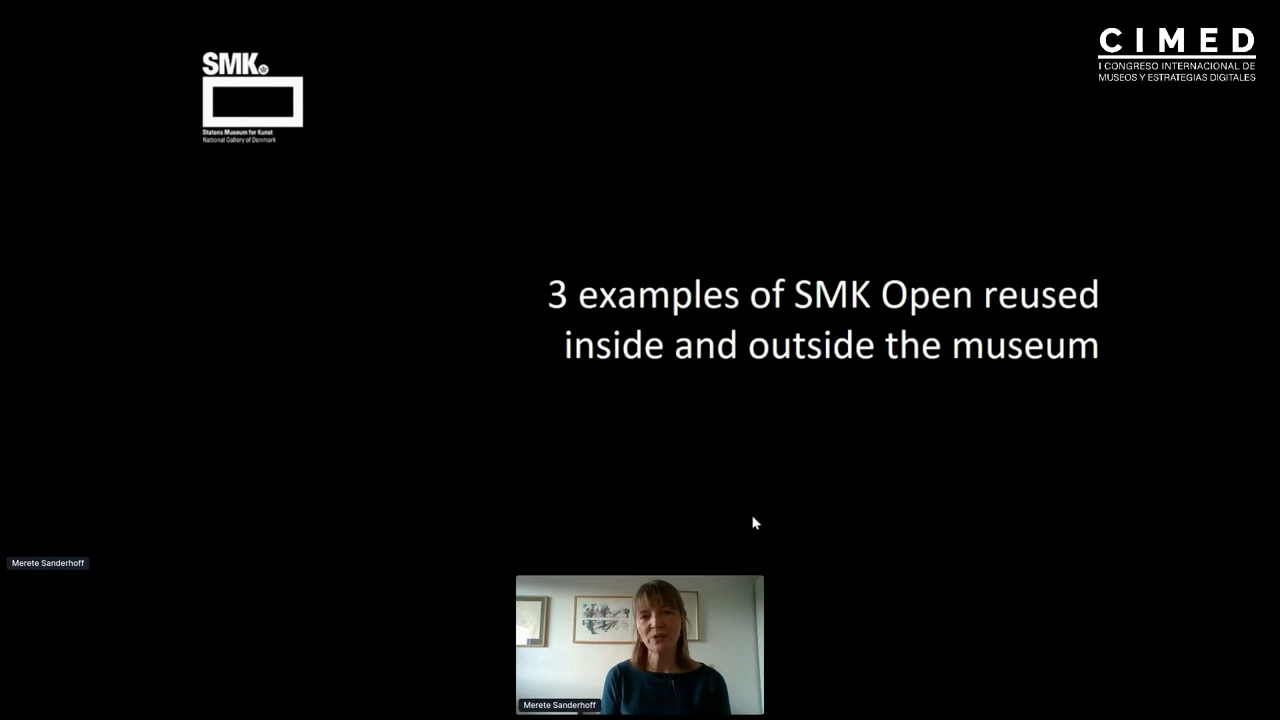 SMK.
Statens Museum for Kunst
National Gallery of Denmark
CIMED
I CONGRESO INTERNACIONAL DE
MUSEOS Y ESTRATEGIAS DIGITALES
3 examples of SMK Open reused
inside and outside the museum
Merete Sanderhoff
Merete Sanderhoff